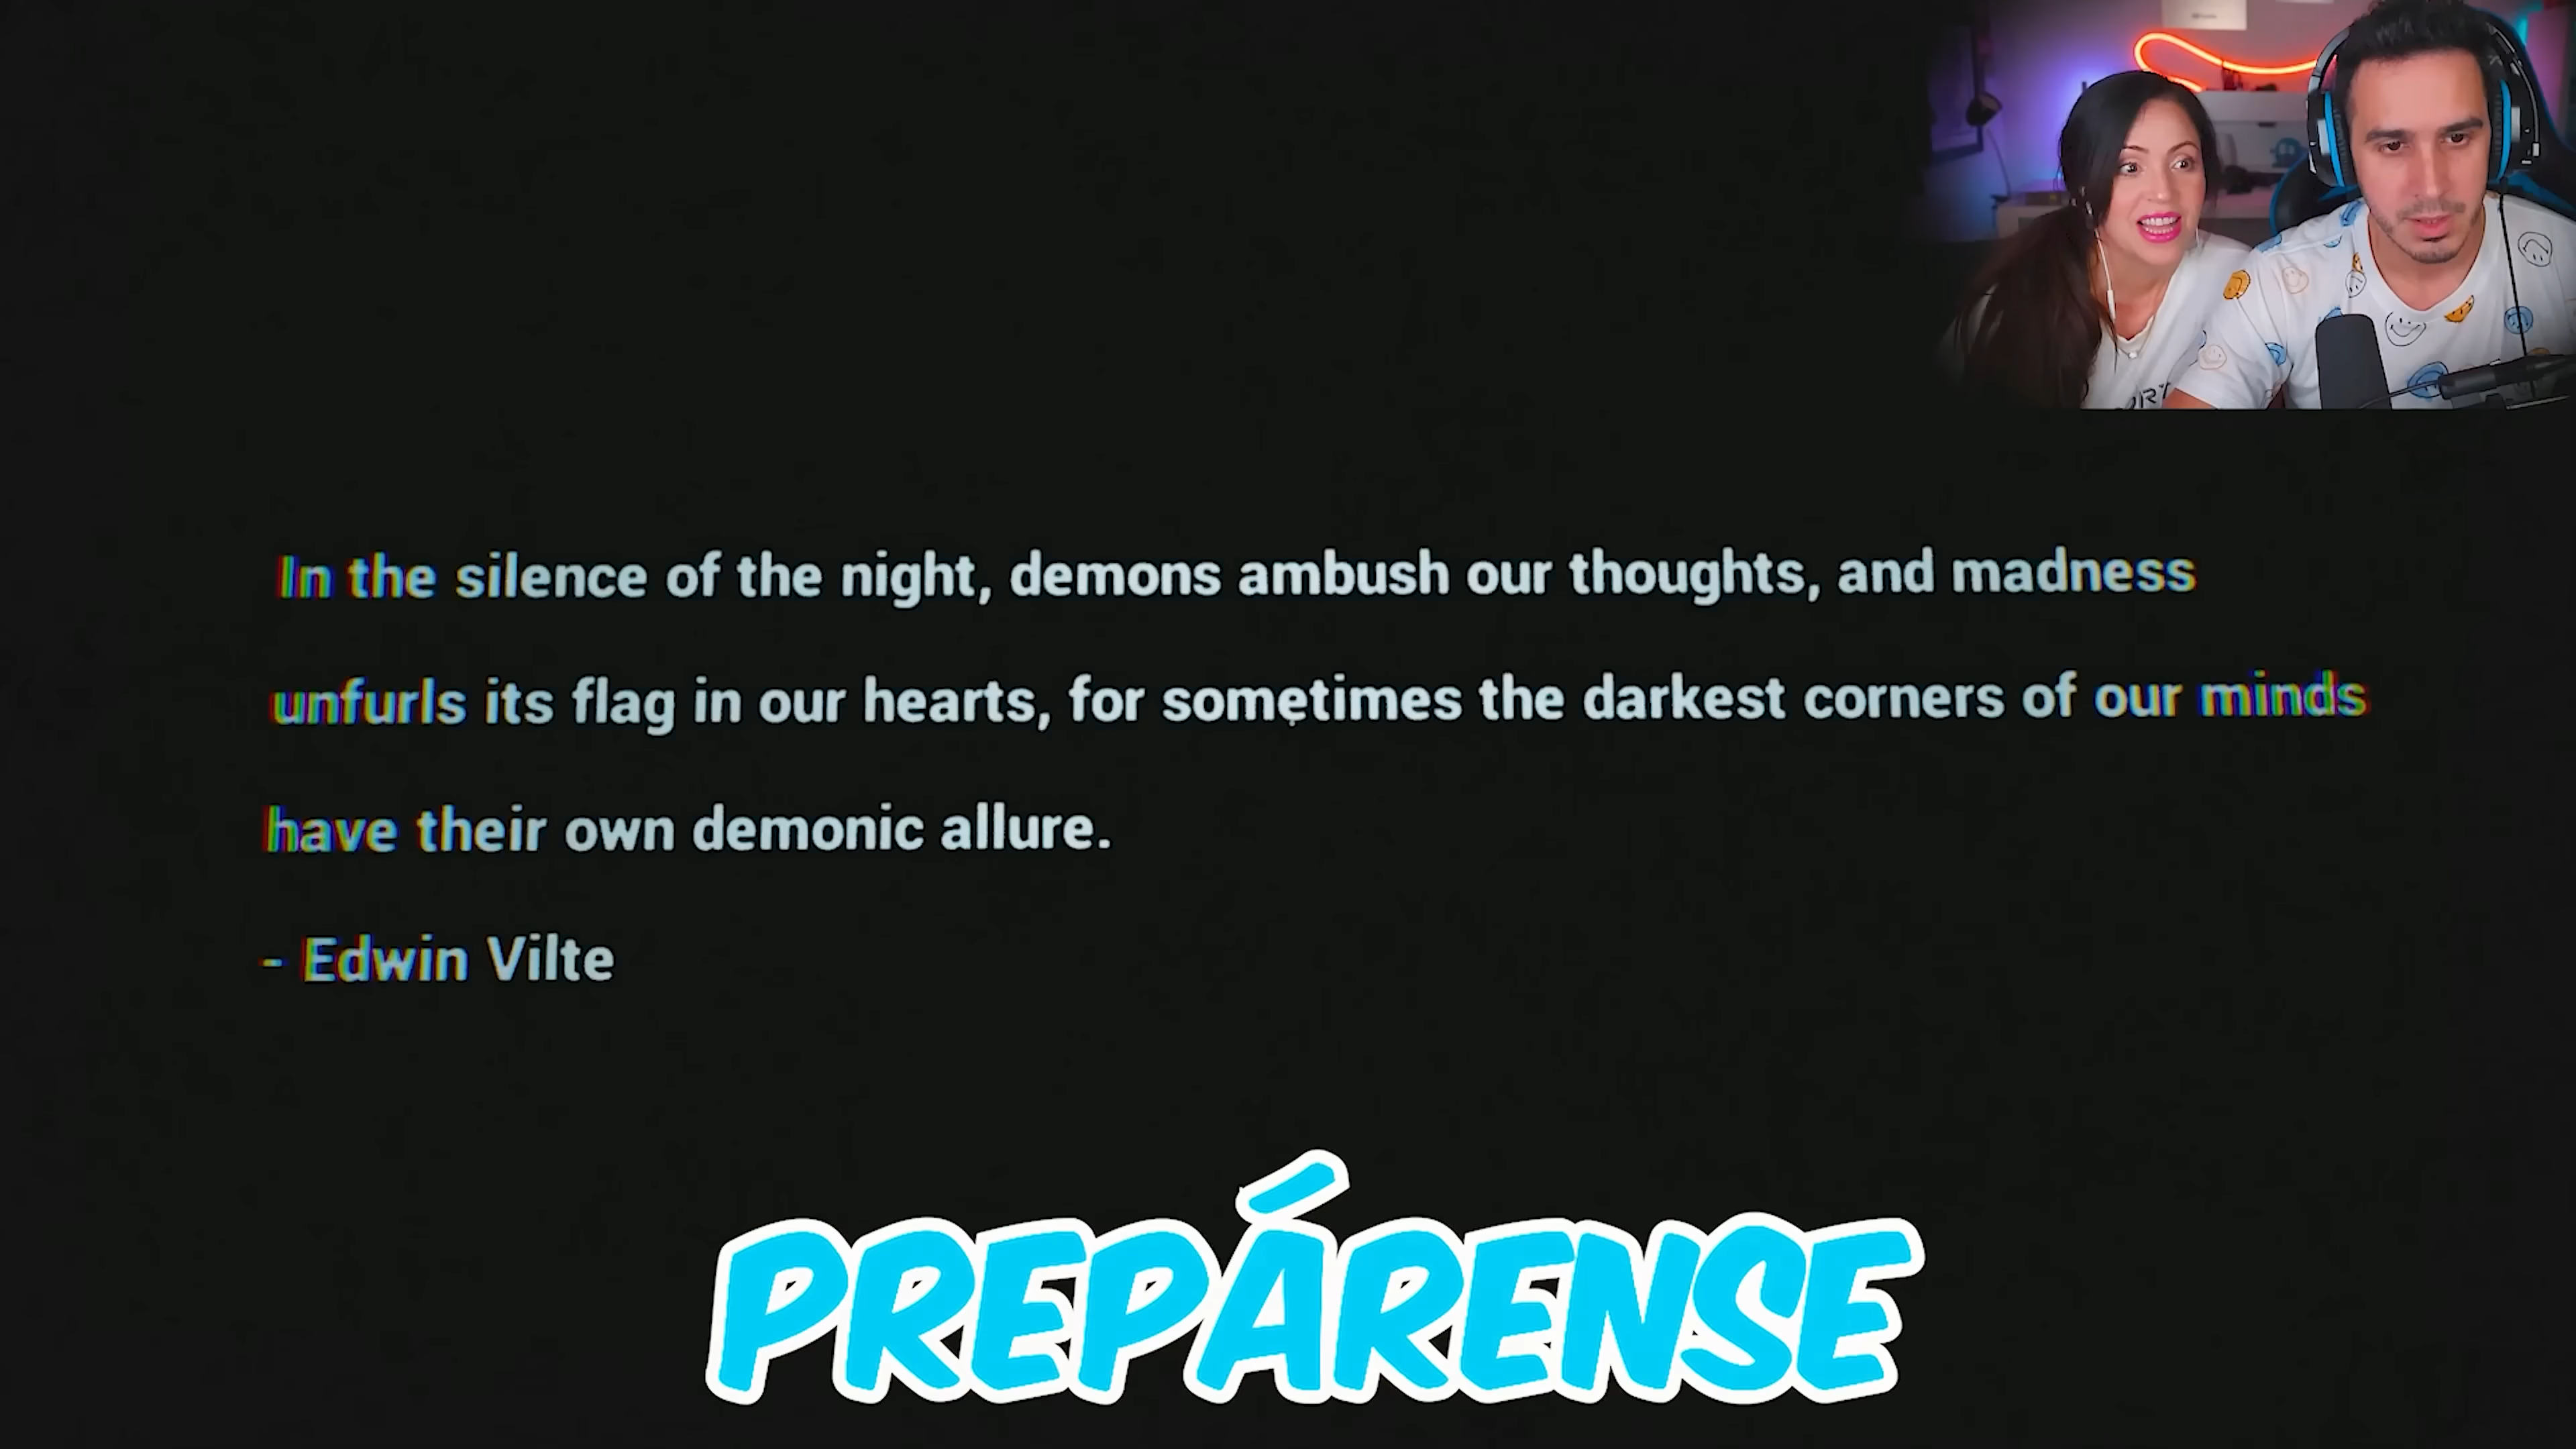 In the silence of the night, demons ambush our thoughts, and madness
unfurls its flag in our hearts, for sometimes the darkest corners of our minds
have their own demonic allure.
- Edwin Vilte
PREPÁRENSE